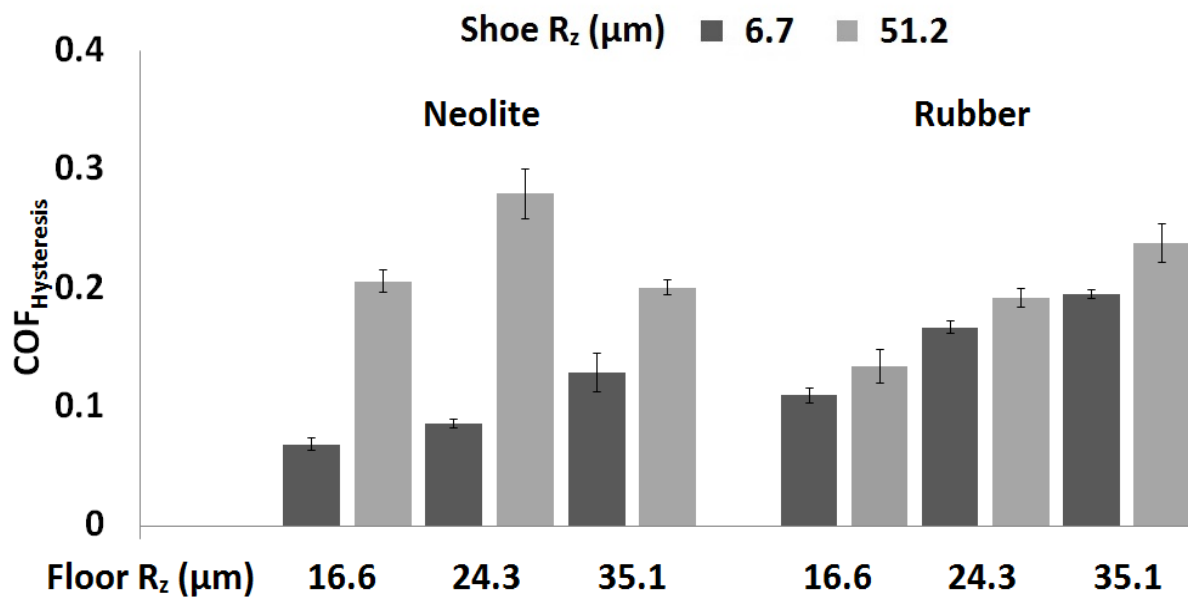 Shoe Rz (μm) 6.7 51.2
0.4
Neolite Rubber
0.3
COFHysteresis
0.2
0.1
0
Floor Rz (μm) 16.6 24.3 35.1 16.6 24.3 35.1